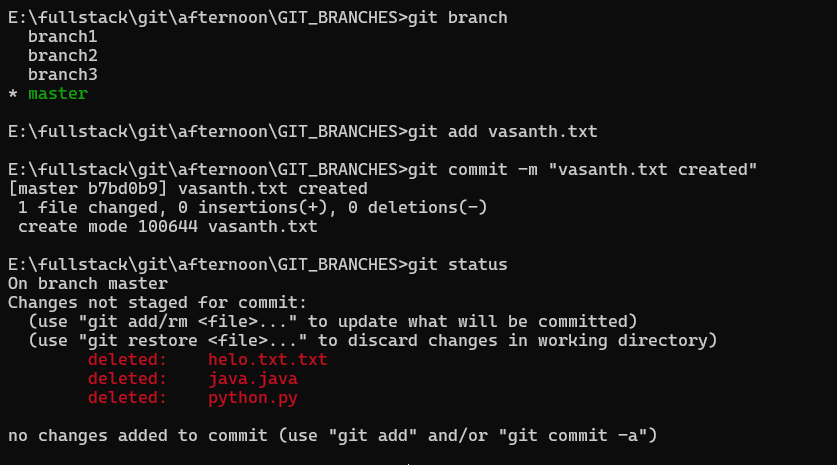 E:\fullstack\git\afternoon\GIT_BRANCHES>git branch
  branch1
  branch2
  branch3
* master

E:\fullstack\git\afternoon\GIT_BRANCHES>git add vasanth.txt

E:\fullstack\git\afternoon\GIT_BRANCHES>git commit -m "vasanth.txt created"
[master b7bd0b9] vasanth.txt created
 1 file changed, 0 insertions(+), 0 deletions(-)
 create mode 100644 vasanth.txt

E:\fullstack\git\afternoon\GIT_BRANCHES>git status
On branch master
Changes not staged for commit:
  (use "git add/rm <file>..." to update what will be committed)
  (use "git restore <file>..." to discard changes in working directory)
        deleted:    helo.txt.txt
        deleted:    java.java
        deleted:    python.py

no changes added to commit (use "git add" and/or "git commit -a")